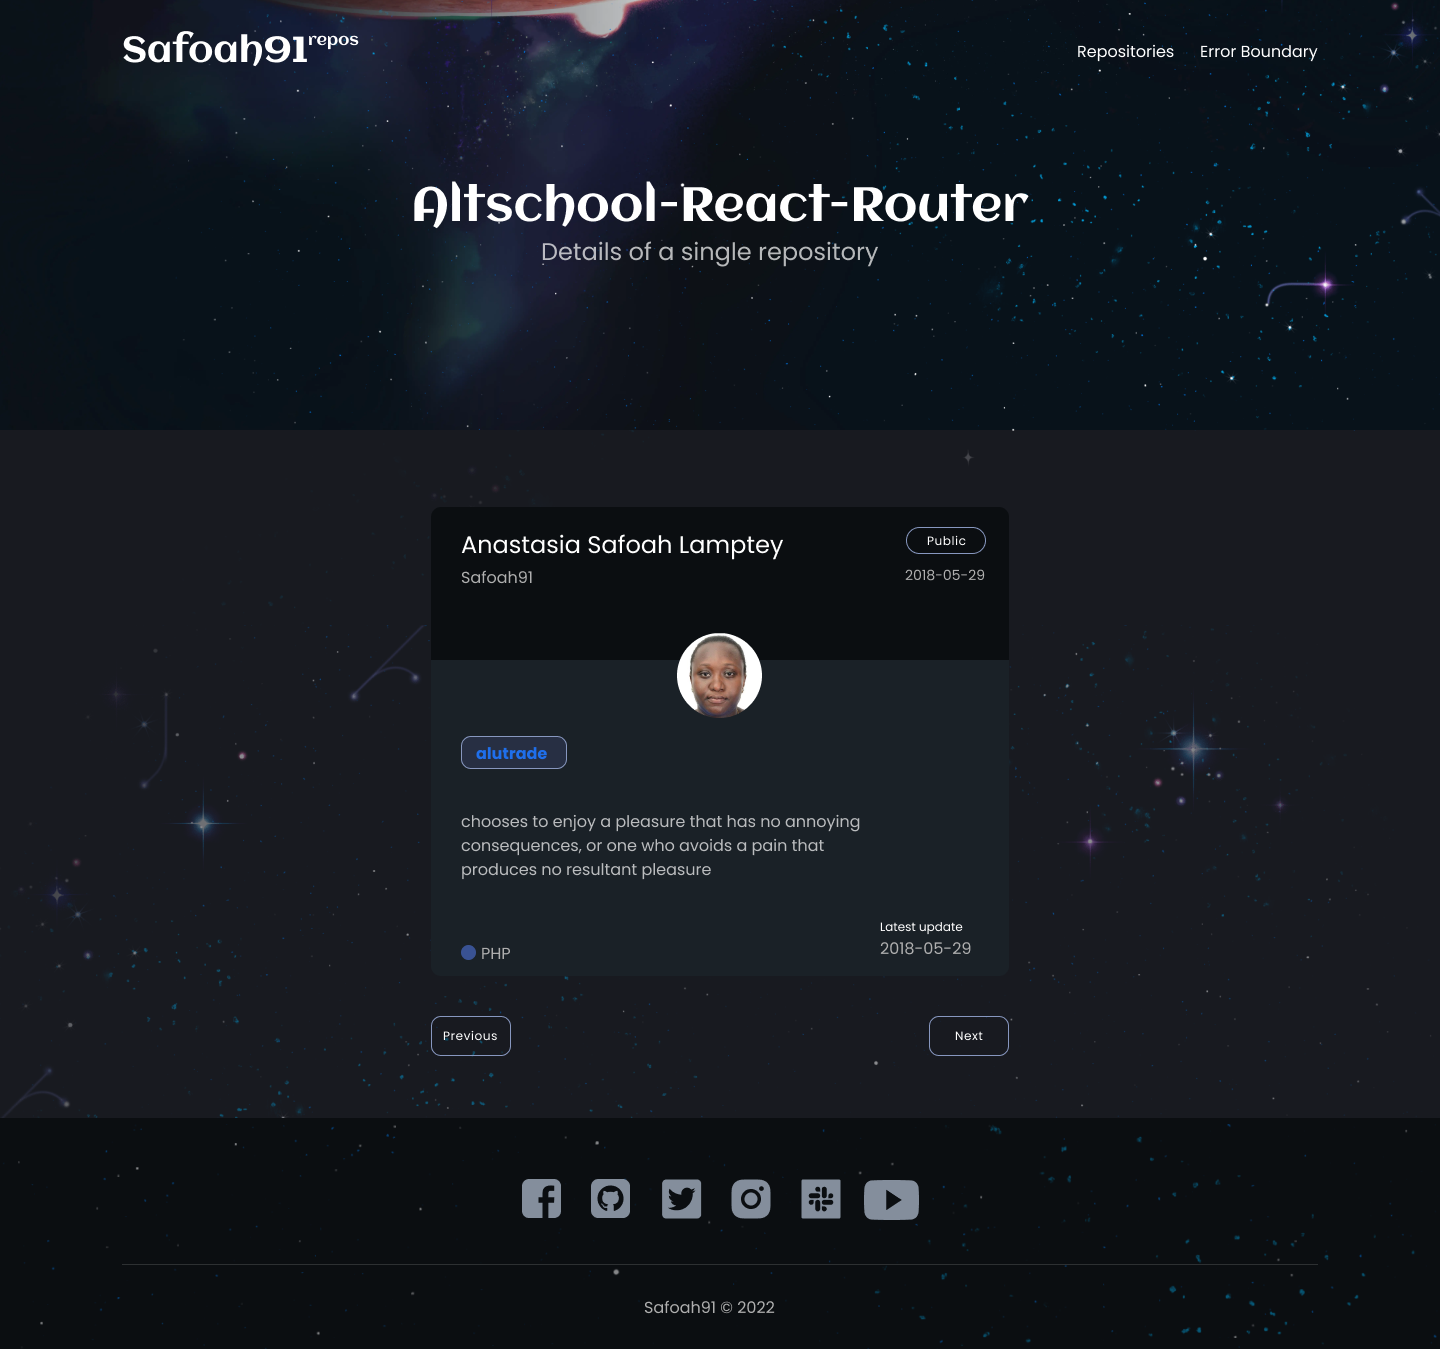 Safoah91repos
Repositories Error Boundary
Altschool-React-Router
Details of a single repository
Anastasia Safoah Lamptey
Public
Safoah91
2018-05-29
alutrade
chooses to enjoy a pleasure that has no annoying
consequences, or one who avoids a pain that
produces no resultant pleasure
Latest update
2018-05-29
PHP
Previous
Next
Safoah91 © 2022